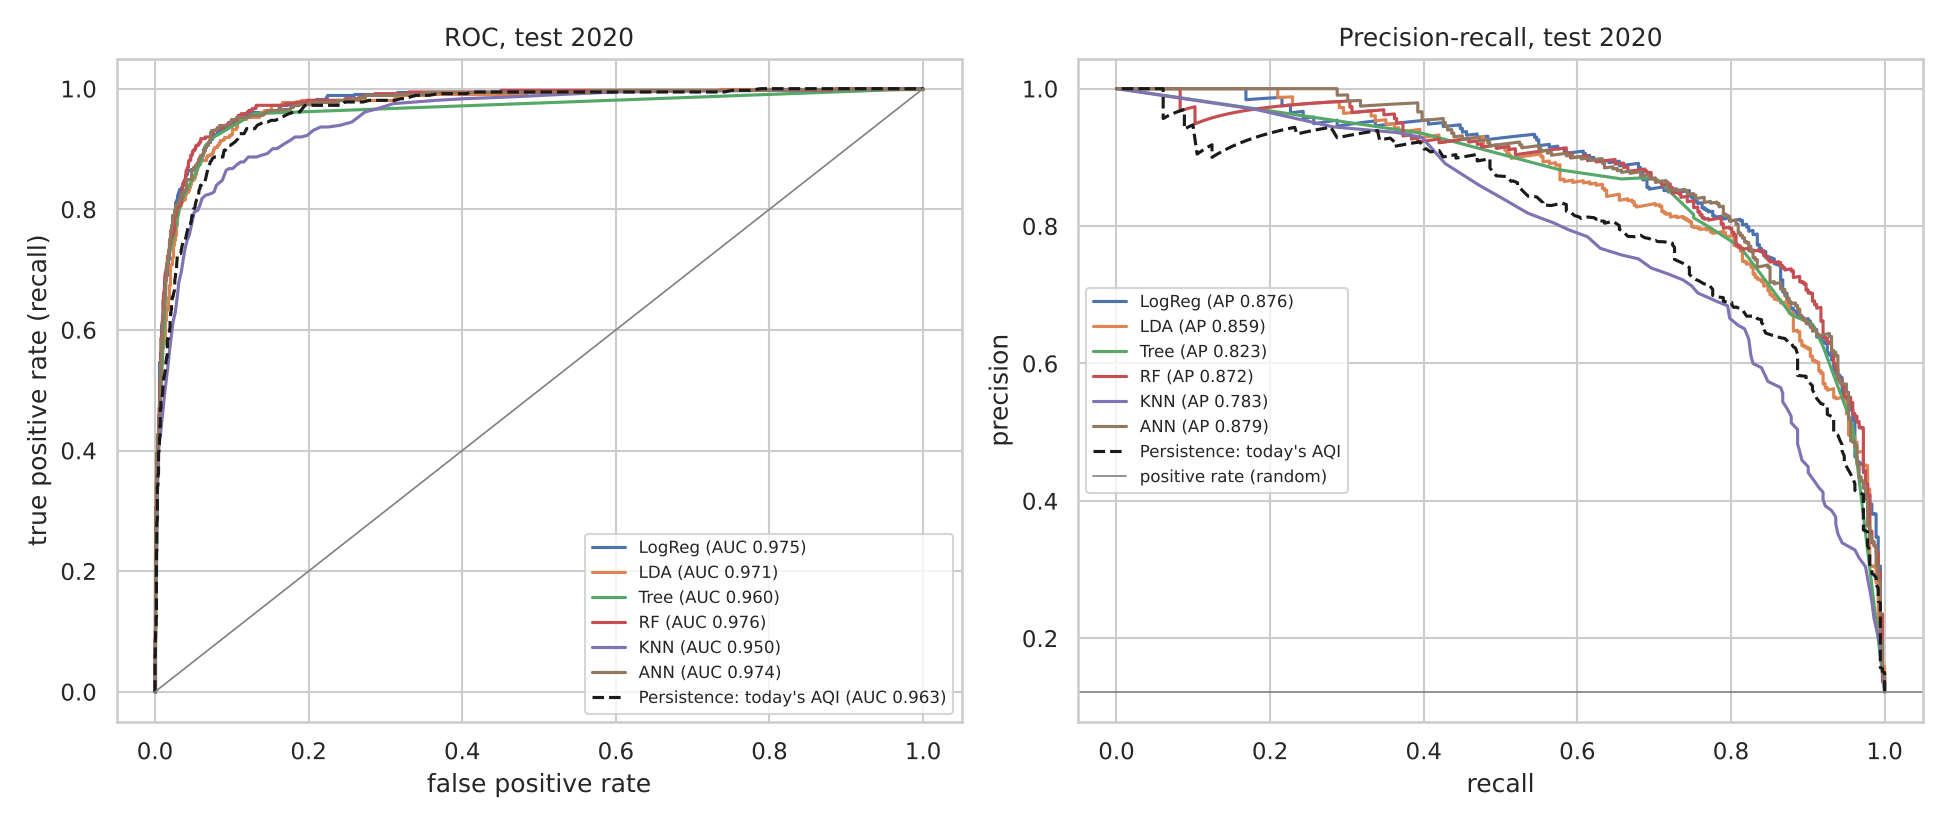 ROC, test 2020
1.0
0.8
0.6
0.4
0.2
0.0
true positive rate (recall)
LogReg (AUC 0.975)
LDA (AUC 0.971)
Tree (AUC 0.960)
RF (AUC 0.976)
KNN (AUC 0.950)
ANN (AUC 0.974)
Persistence: today's AQI (AUC 0.963)
0.0 0.2 0.4 0.6 0.8 1.0
false positive rate
Precision-recall, test 2020
1.0
0.8
0.6
0.4
0.2
precision
LogReg (AP 0.876)
LDA (AP 0.859)
Tree (AP 0.823)
RF (AP 0.872)
KNN (AP 0.783)
ANN (AP 0.879)
Persistence: today's AQI
positive rate (random)
0.0 0.2 0.4 0.6 0.8 1.0
recall